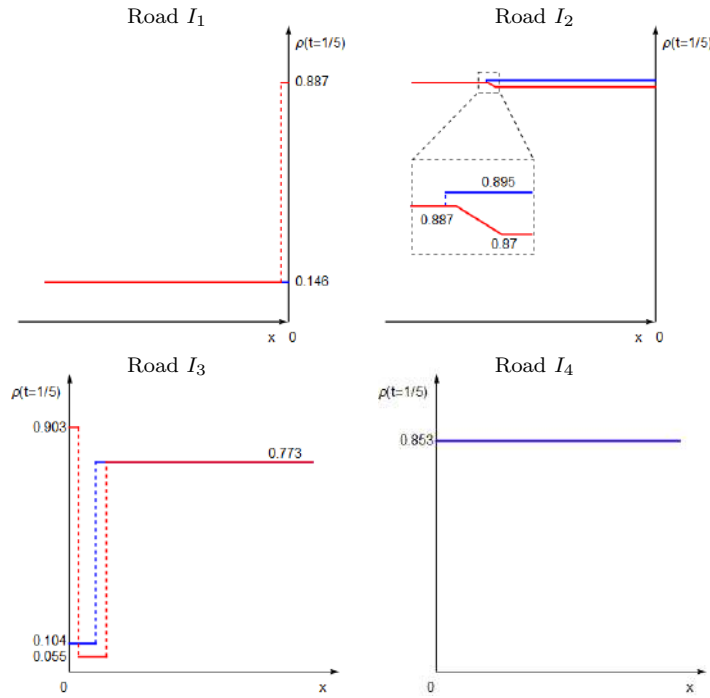 Road I₁
ρ(t=1/5)
0.887
0.146
x 0
Road I₂
ρ(t=1/5)
0.895
0.887
0.87
x 0
Road I₃
ρ(t=1/5)
0.903
0.773
0.104
0.055
0 x
Road I₄
ρ(t=1/5)
0.853
0 x